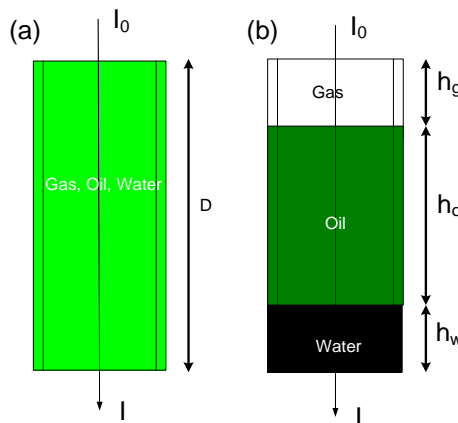 (a)
I0
Gas, Oil, Water
D
I
(b)
I0
Gas
hg
Oil
ho
Water
hw
I